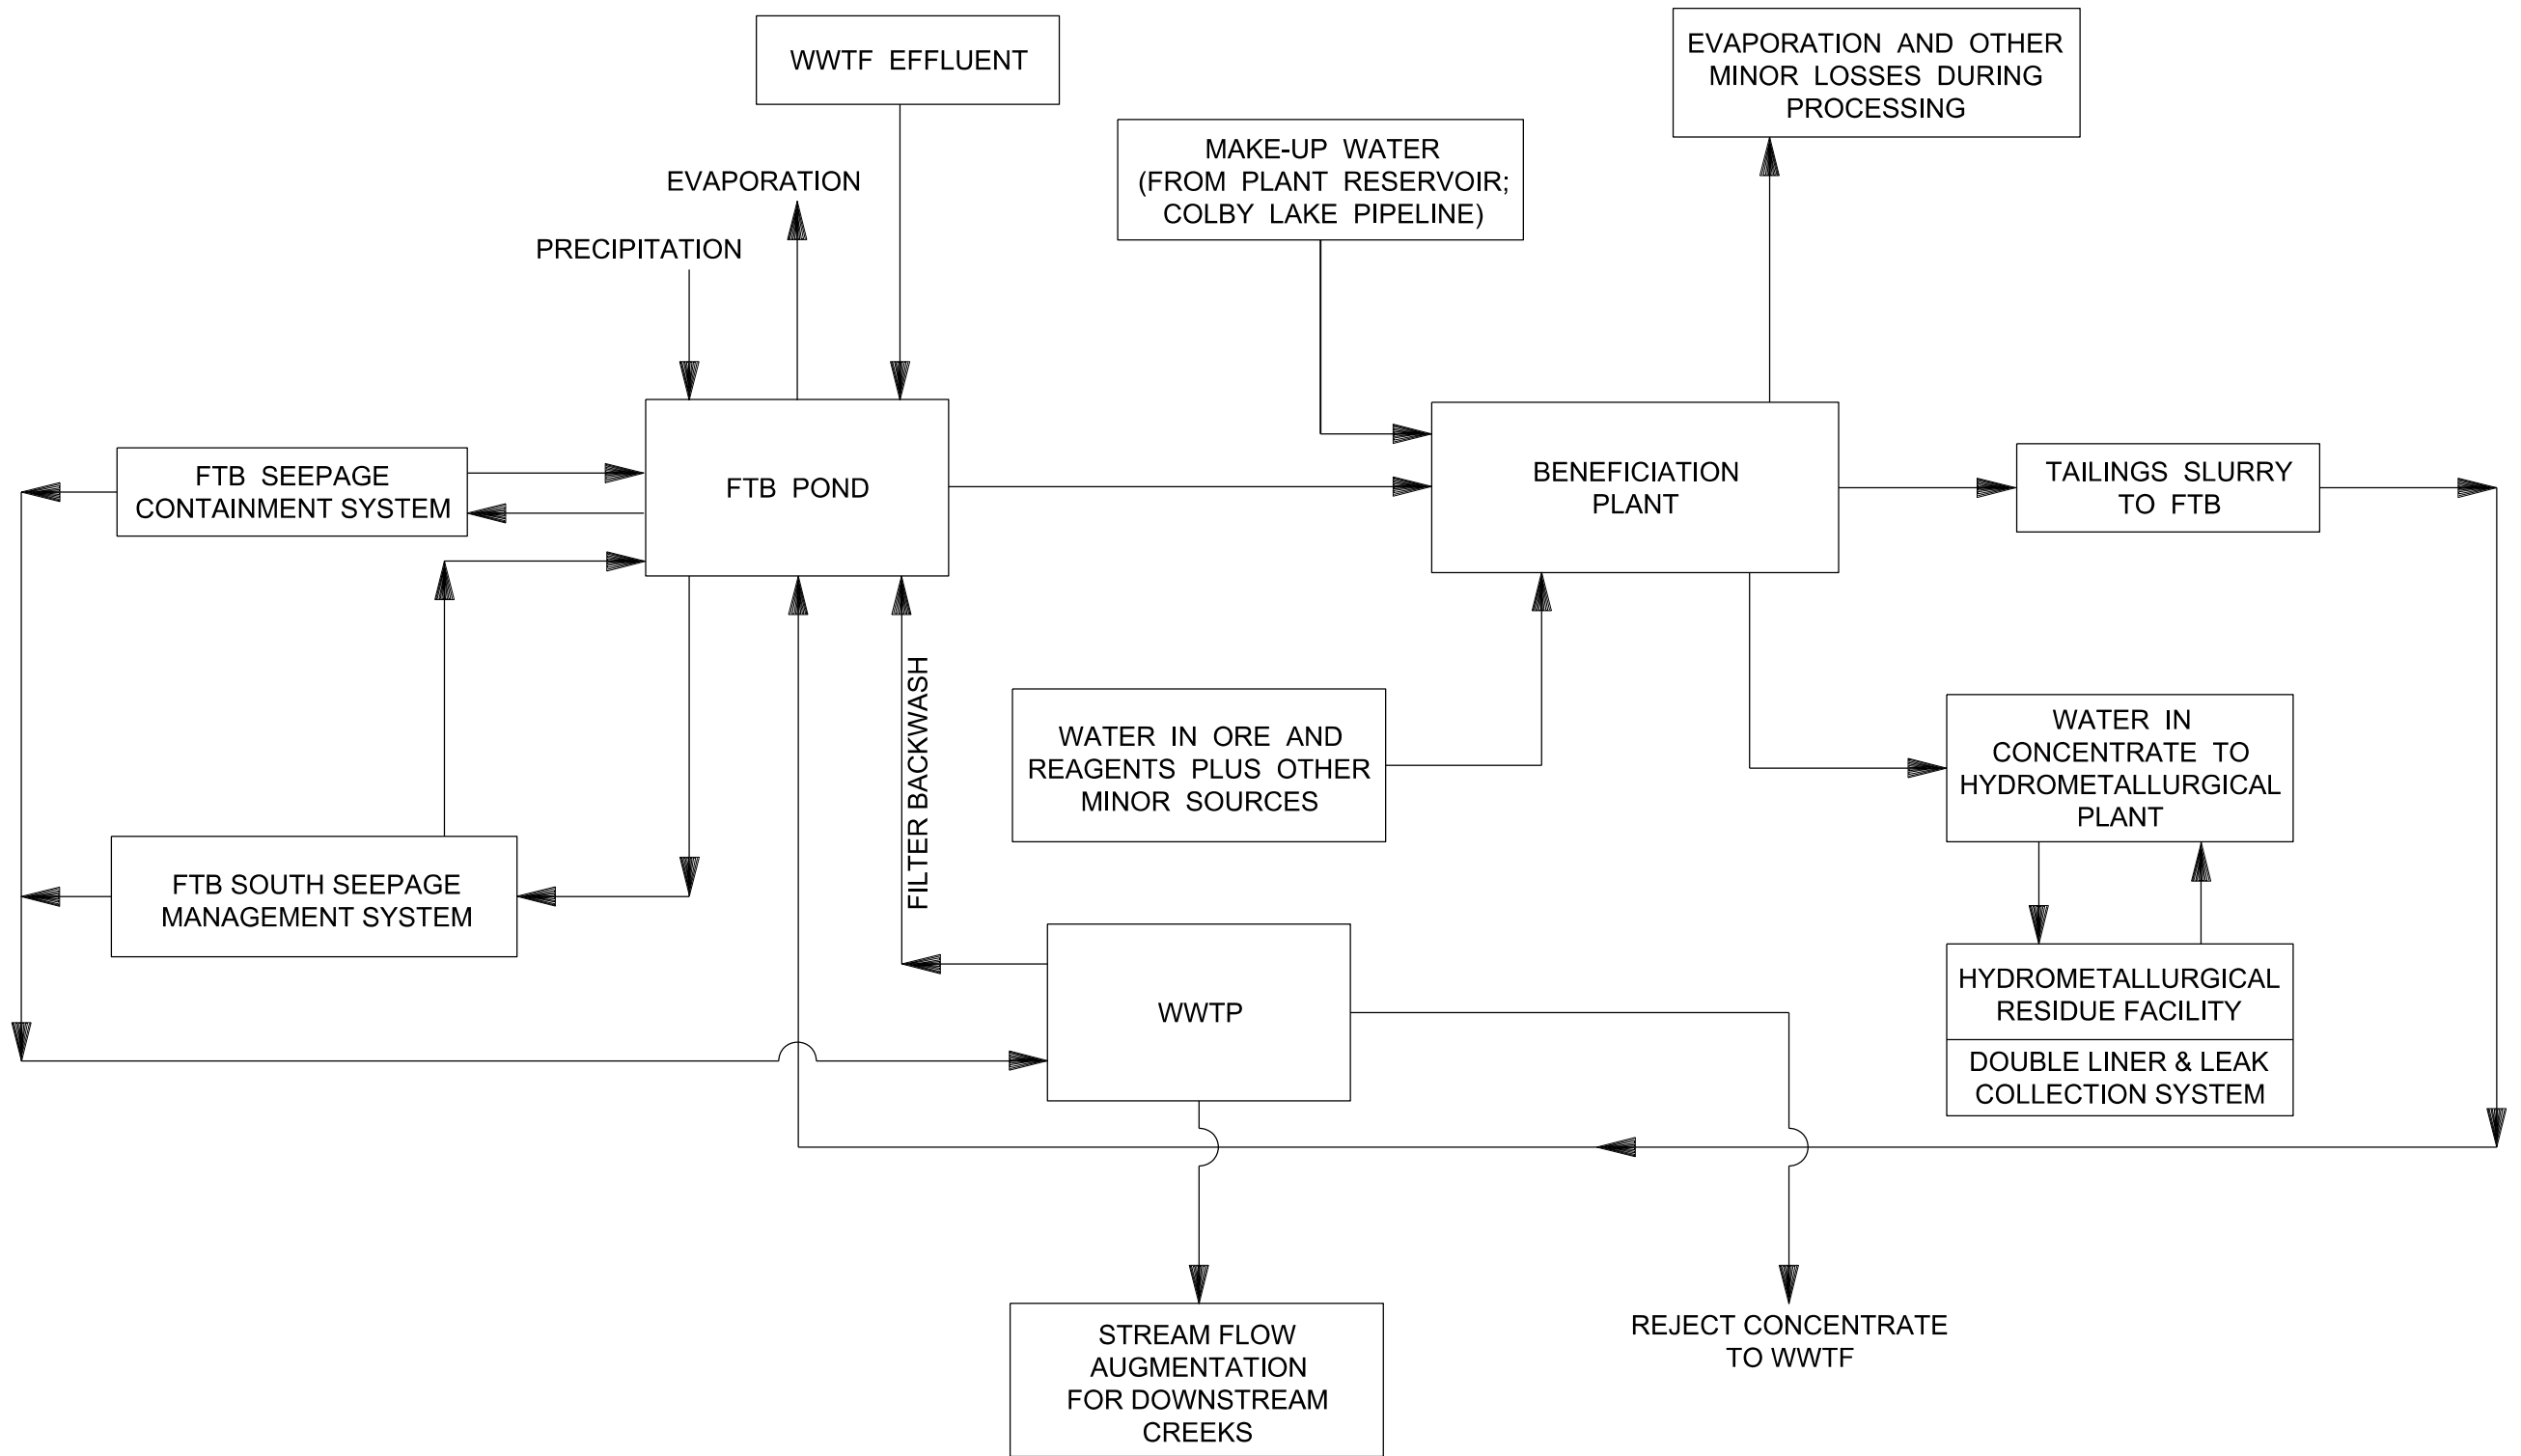 WWTF EFFLUENT
EVAPORATION AND OTHER
MINOR LOSSES DURING
PROCESSING
MAKE-UP WATER
(FROM PLANT RESERVOIR;
COLBY LAKE PIPELINE)
EVAPORATION
PRECIPITATION
FTB SEEPAGE
CONTAINMENT SYSTEM
FTB POND
BENEFICIATION
PLANT
TAILINGS SLURRY
TO FTB
FILTER BACKWASH
WATER IN ORE AND
REAGENTS PLUS OTHER
MINOR SOURCES
WATER IN
CONCENTRATE TO
HYDROMETALLURGICAL
PLANT
FTB SOUTH SEEPAGE
MANAGEMENT SYSTEM
WWTP
HYDROMETALLURGICAL
RESIDUE FACILITY
DOUBLE LINER & LEAK
COLLECTION SYSTEM
STREAM FLOW
AUGMENTATION
FOR DOWNSTREAM
CREEKS
REJECT CONCENTRATE
TO WWTF